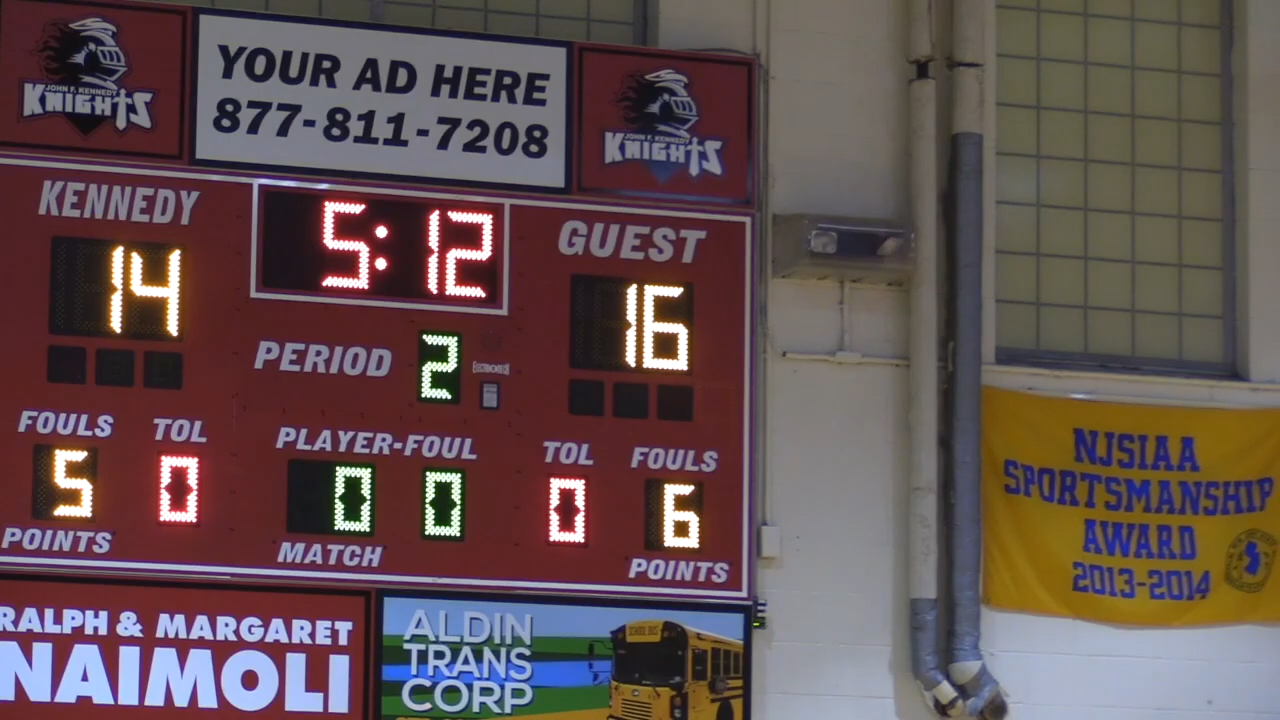 JOHN F. KENNEDY
KNIGHTS
YOUR AD HERE
877-811-7208
JOHN F. KENNEDY
KNIGHTS
KENNEDY
5:12
GUEST
14
16
PERIOD 2
FOULS TOL PLAYER-FOUL TOL FOULS
5 0 0 0 0 6
POINTS MATCH POINTS
RALPH & MARGARET
NAIMOLI
ALDIN
TRANS
CORP
SCHOOL BUS
NJSIAA
SPORTSMANSHIP
AWARD
2013-2014